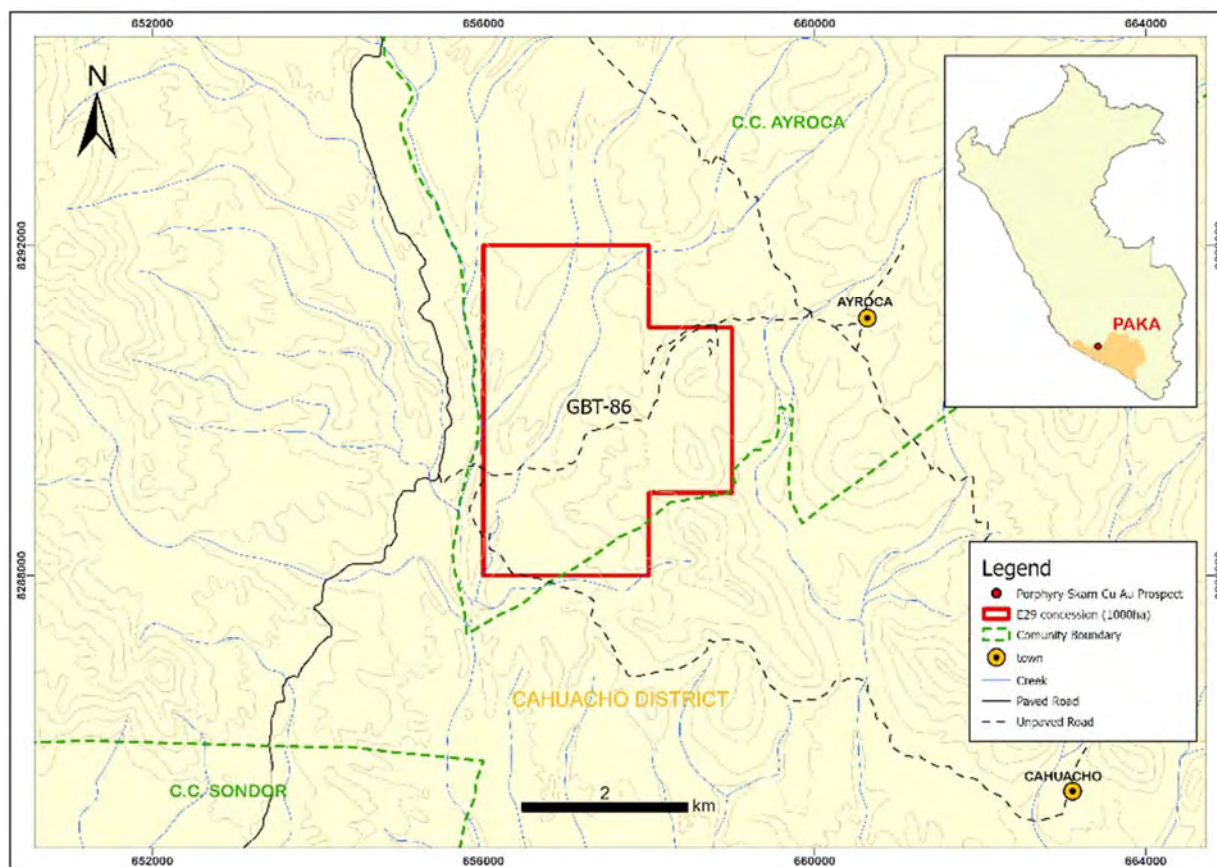 652000
656000
660000
664000
N
C.C. AYROCA
PAKA
8292000
AYROCA
GBT-86
8288000
Legend
Porphyry-Skarn Cu Au Prospect
E29 concession (1000ha)
Comunity Boundary
town
Creek
Paved Road
Unpaved Road
CAHUACHO DISTRICT
C.C. SONDOR
2
km
CAHUACHO
652000
656000
660000
664000